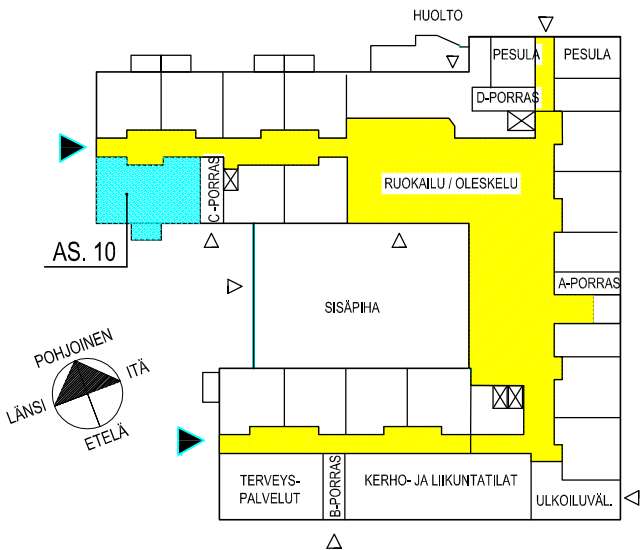 HUOLTO
PESULA
PESULA
D-PORRAS
C-PORRAS
RUOKAILU / OLESKELU
AS. 10
A-PORRAS
SISÄPIHA
POHJOINEN
ITÄ
LÄNSI
ETELÄ
TERVEYS-
PALVELUT
B-PORRAS
KERHO- JA LIIKUNTATILAT
ULKOILUVÄL.